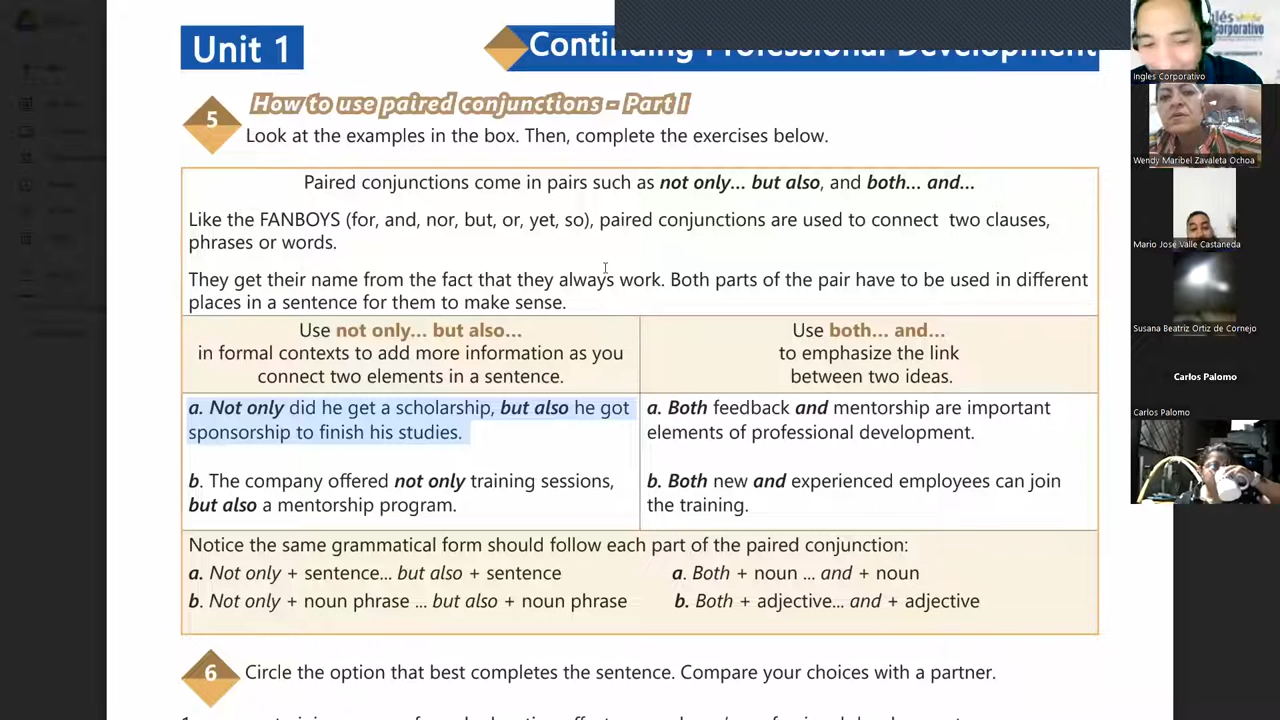 Unit 1
Continuing Professional Development
5
How to use paired conjunctions - Part I
Look at the examples in the box. Then, complete the exercises below.
Paired conjunctions come in pairs such as not only... but also, and both... and...
Like the FANBOYS (for, and, nor, but, or, yet, so), paired conjunctions are used to connect two clauses,
phrases or words.
They get their name from the fact that they always work. Both parts of the pair have to be used in different
places in a sentence for them to make sense.
Use not only... but also...
in formal contexts to add more information as you
connect two elements in a sentence.
Use both... and...
to emphasize the link
between two ideas.
a. Not only did he get a scholarship, but also he got
sponsorship to finish his studies.
b. The company offered not only training sessions,
but also a mentorship program.
a. Both feedback and mentorship are important
elements of professional development.
b. Both new and experienced employees can join
the training.
Notice the same grammatical form should follow each part of the paired conjunction:
a. Not only + sentence... but also + sentence
b. Not only + noun phrase ... but also + noun phrase
a. Both + noun ... and + noun
b. Both + adjective... and + adjective
6
Circle the option that best completes the sentence. Compare your choices with a partner.
Ingles Corporativo
Wendy Maribel Zavaleta Ochoa
Mario José Valle Castaneda
Susana Beatriz Ortiz de Cornejo
Carlos Palomo
Carlos Palomo